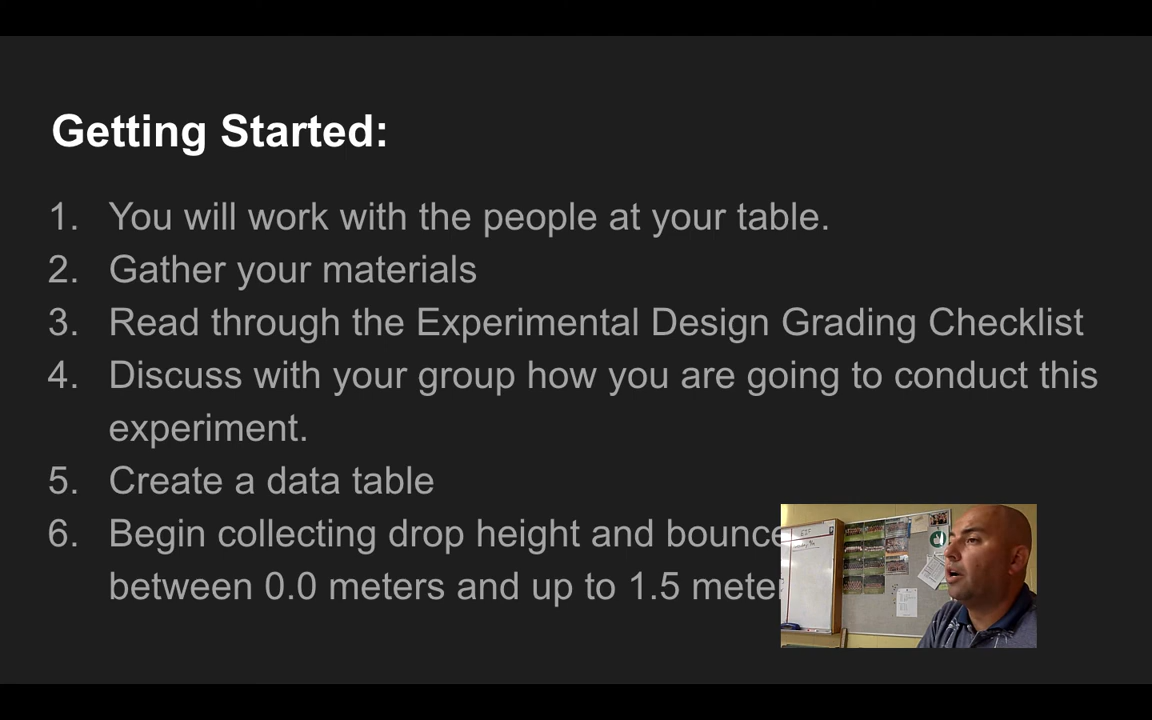 Getting Started:
1. You will work with the people at your table.
2. Gather your materials
3. Read through the Experimental Design Grading Checklist
4. Discuss with your group how you are going to conduct this
experiment.
5. Create a data table
6. Begin collecting drop height and bounce
between 0.0 meters and up to 1.5